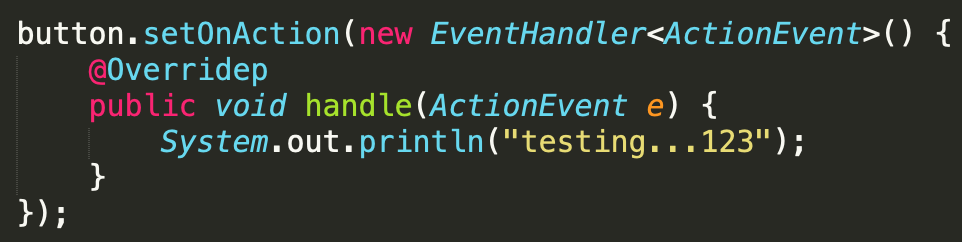 button.setOnAction(new EventHandler<ActionEvent>() {
    @Overridep
    public void handle(ActionEvent e) {
        System.out.println("testing...123");
    }
});